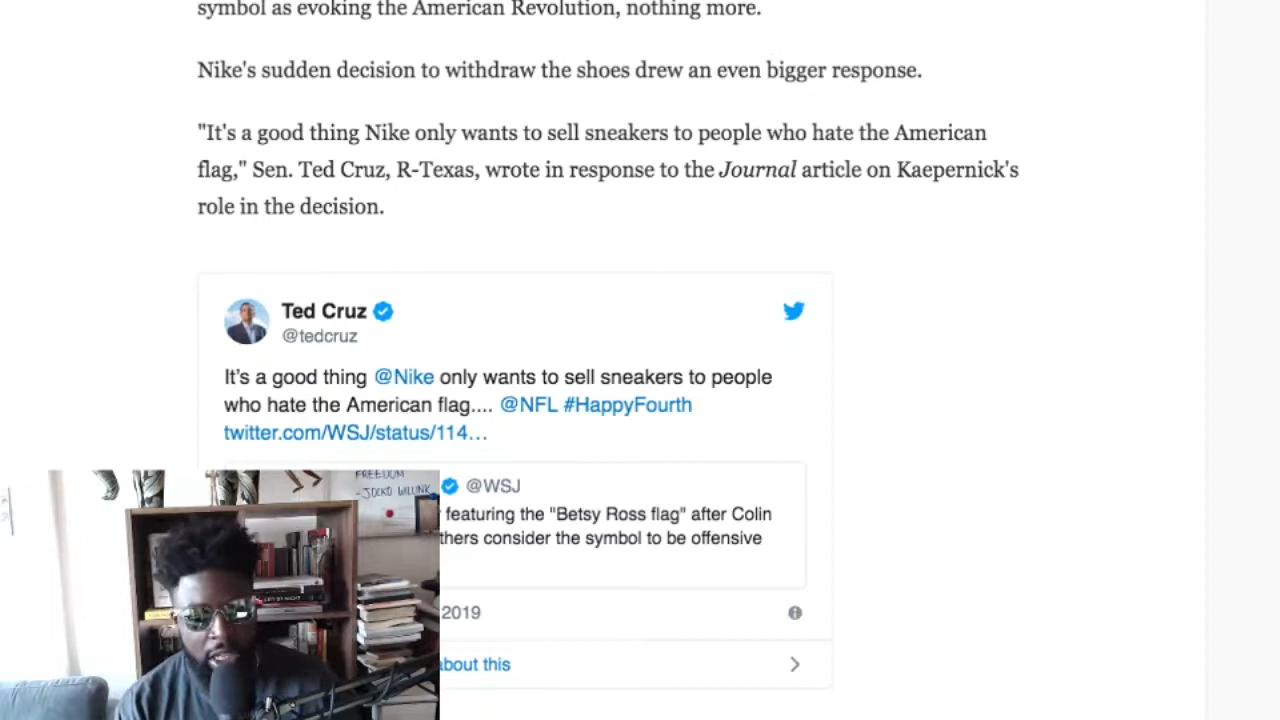 symbol as evoking the American Revolution, nothing more.
Nike's sudden decision to withdraw the shoes drew an even bigger response.
"It's a good thing Nike only wants to sell sneakers to people who hate the American
flag," Sen. Ted Cruz, R-Texas, wrote in response to the Journal article on Kaepernick's
role in the decision.
Ted Cruz
@tedcruz
It's a good thing @Nike only wants to sell sneakers to people
who hate the American flag.... @NFL #HappyFourth
twitter.com/WSJ/status/114…
@WSJ
featuring the "Betsy Ross flag" after Colin
thers consider the symbol to be offensive
2019
about this
FREEDOM
-JOCKO WILLINK